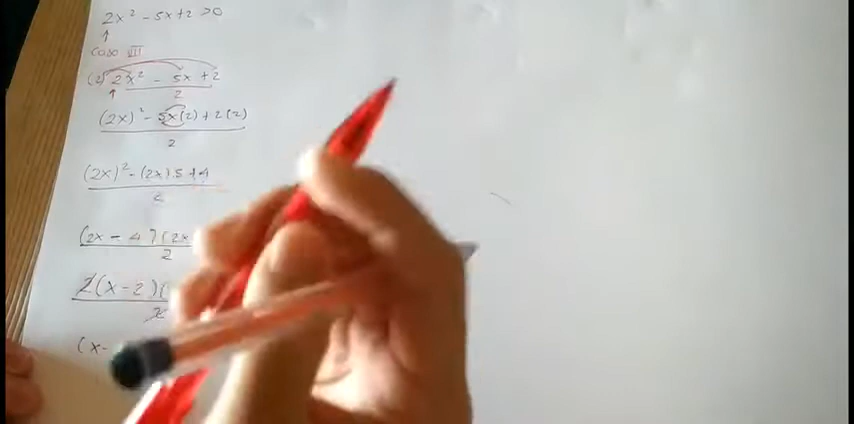 2x² - 5x+2 >0
↑
Caso VII
(2) 2x² - 5x +2
↑ 2
(2x)² - 5x(2) + 2(2)
2
(2x)² - (2x)5 + 4
2
(2x - 4)(2x
2
2(x-2)(
2
(x-